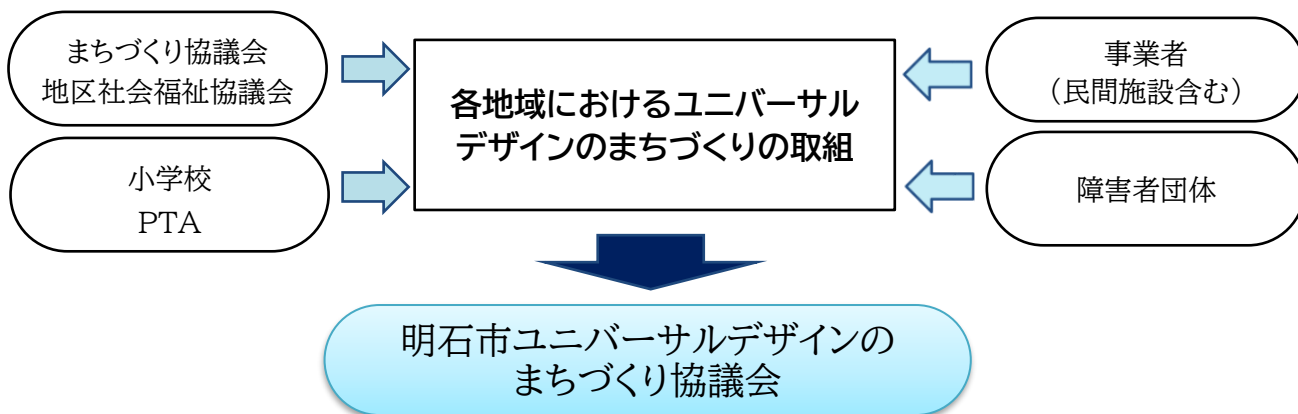 まちづくり協議会
地区社会福祉協議会
小学校
PTA
各地域におけるユニバーサル
デザインのまちづくりの取組
事業者
（民間施設含む）
障害者団体
明石市ユニバーサルデザインの
まちづくり協議会